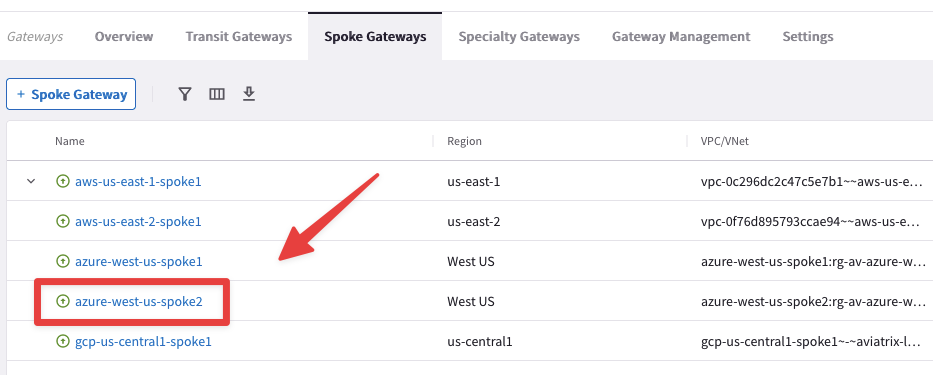 Gateways Overview Transit Gateways Spoke Gateways Specialty Gateways Gateway Management Settings
+ Spoke Gateway
Name Region VPC/VNet
aws-us-east-1-spoke1 us-east-1 vpc-0c296dc2c47c5e7b1~~aws-us-e…
aws-us-east-2-spoke1 us-east-2 vpc-0f76d895793ccae94~~aws-us-e…
azure-west-us-spoke1 West US azure-west-us-spoke1:rg-av-azure-w…
azure-west-us-spoke2 West US azure-west-us-spoke2:rg-av-azure-w…
gcp-us-central1-spoke1 us-central1 gcp-us-central1-spoke1~-~aviatrix-l…